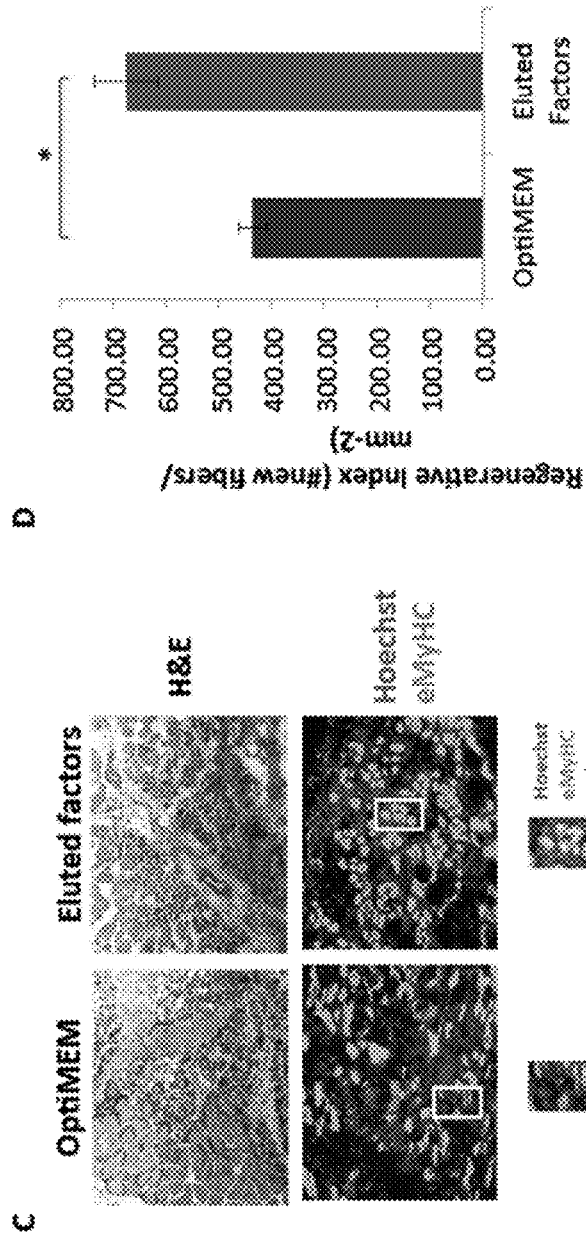 C
OptiMEM
Eluted factors
H&E
Hoechst
eMyHC
Hoechst
eMyHC
D
Regenerative Index (#new fibers/
mm-2)
800.00
700.00
600.00
500.00
400.00
300.00
200.00
100.00
0.00
*
OptiMEM
Eluted
Factors